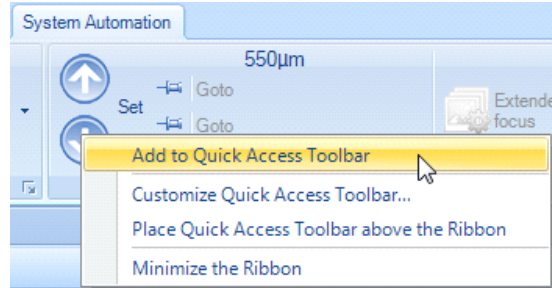 System Automation
550µm
Goto
Set
Goto
Extende
focus
Add to Quick Access Toolbar
Customize Quick Access Toolbar...
Place Quick Access Toolbar above the Ribbon
Minimize the Ribbon